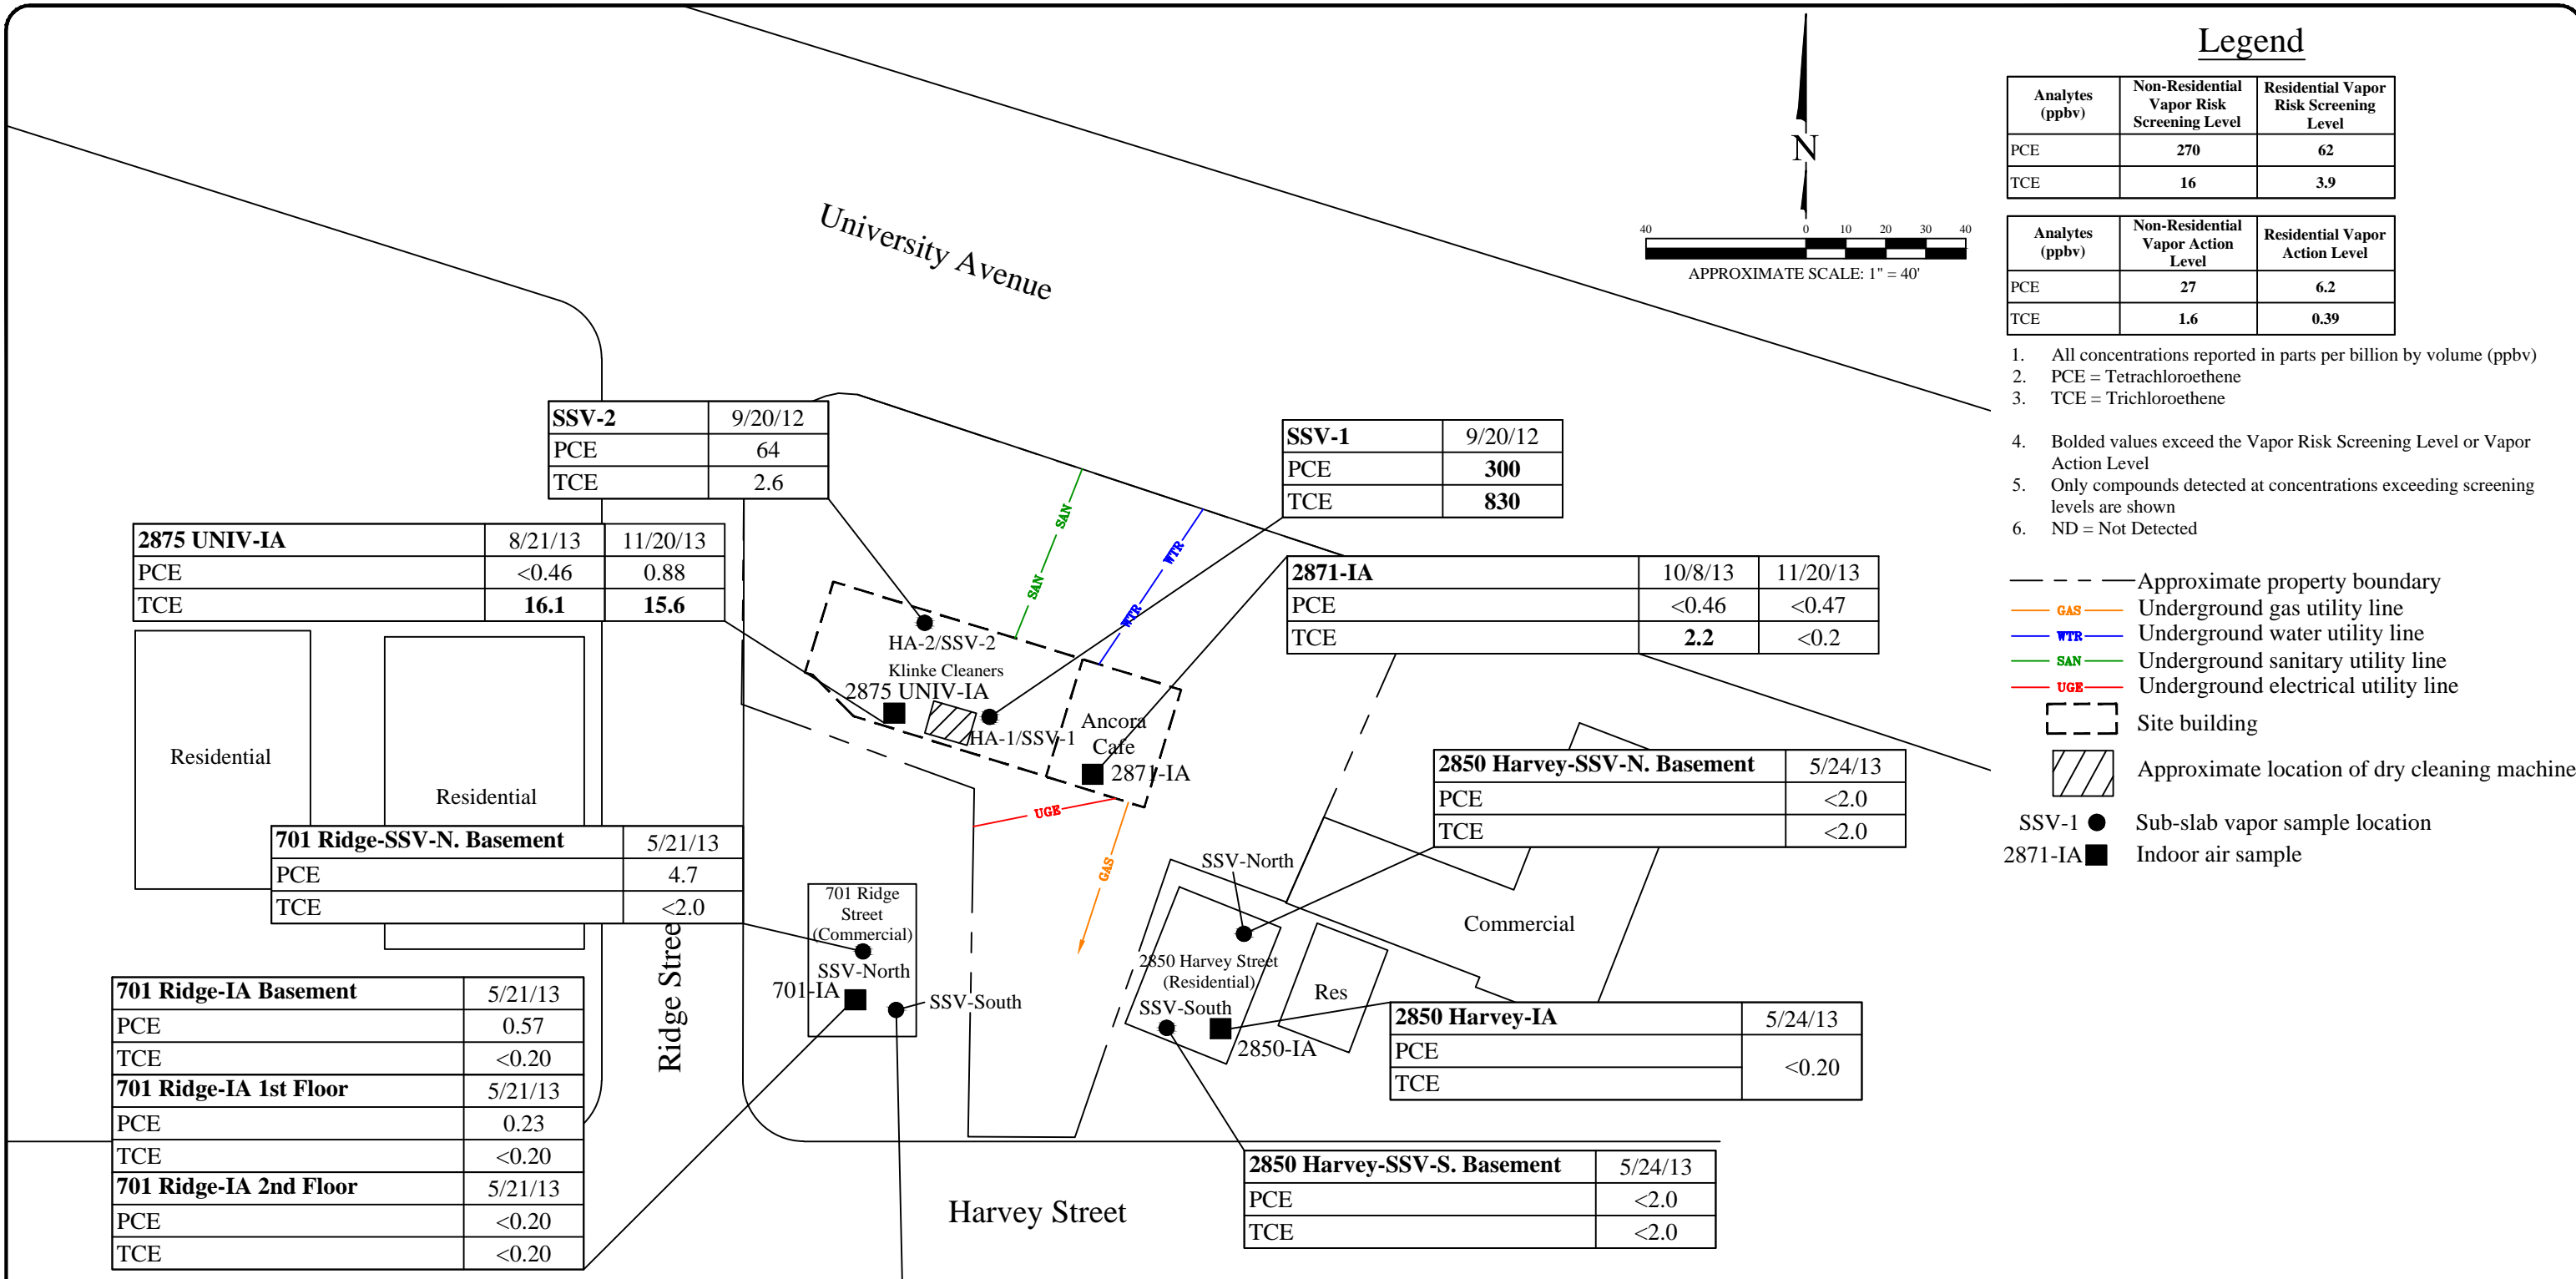 Legend
Analytes (ppbv) Non-Residential Vapor Risk Screening Level Residential Vapor Risk Screening Level
PCE 270 62
TCE 16 3.9
Analytes (ppbv) Non-Residential Vapor Action Level Residential Vapor Action Level
PCE 27 6.2
TCE 1.6 0.39
1. All concentrations reported in parts per billion by volume (ppbv)
2. PCE = Tetrachloroethene
3. TCE = Trichloroethene
4. Bolded values exceed the Vapor Risk Screening Level or Vapor
Action Level
5. Only compounds detected at concentrations exceeding screening
levels are shown
6. ND = Not Detected
Approximate property boundary
GAS Underground gas utility line
WTR Underground water utility line
SAN Underground sanitary utility line
UGE Underground electrical utility line
Site building
Approximate location of dry cleaning machine
SSV-1 Sub-slab vapor sample location
2871-IA Indoor air sample
N
40 0 10 20 30 40
APPROXIMATE SCALE: 1" = 40'
University Avenue
SSV-2 9/20/12
PCE 64
TCE 2.6
SSV-1 9/20/12
PCE 300
TCE 830
2875 UNIV-IA 8/21/13 11/20/13
PCE <0.46 0.88
TCE 16.1 15.6
2871-IA 10/8/13 11/20/13
PCE <0.46 <0.47
TCE 2.2 <0.2
SAN
SAN
WTR
WTR
HA-2/SSV-2
Klinke Cleaners
2875 UNIV-IA
HA-1/SSV-1
Ancora
Cafe
2871-IA
UGE
GAS
Residential
Residential
2850 Harvey-SSV-N. Basement 5/24/13
PCE <2.0
TCE <2.0
701 Ridge-SSV-N. Basement 5/21/13
PCE 4.7
TCE <2.0
701 Ridge
Street
(Commercial)
SSV-North
701-IA
SSV-South
SSV-North
Commercial
2850 Harvey Street
(Residential)
SSV-South
2850-IA
Res
Ridge Stree
701 Ridge-IA Basement 5/21/13
PCE 0.57
TCE <0.20
701 Ridge-IA 1st Floor 5/21/13
PCE 0.23
TCE <0.20
701 Ridge-IA 2nd Floor 5/21/13
PCE <0.20
TCE <0.20
2850 Harvey-IA 5/24/13
PCE <0.20
TCE
2850 Harvey-SSV-S. Basement 5/24/13
PCE <2.0
TCE <2.0
Harvey Street